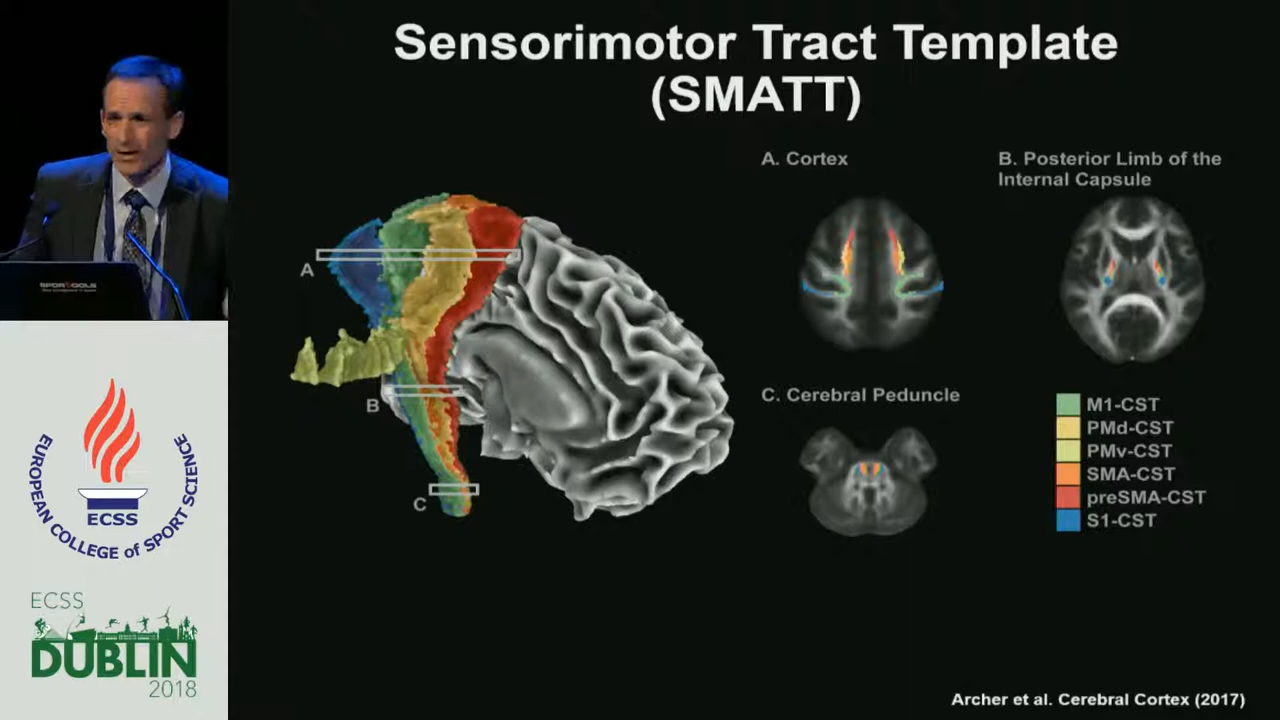 Sensorimotor Tract Template
(SMATT)
A. Cortex
B. Posterior Limb of the
Internal Capsule
A
B
C
C. Cerebral Peduncle
M1-CST
PMd-CST
PMv-CST
SMA-CST
preSMA-CST
S1-CST
Archer et al. Cerebral Cortex (2017)
EUROPEAN COLLEGE of SPORT SCIENCE
ECSS
ECSS
DUBLIN
2018